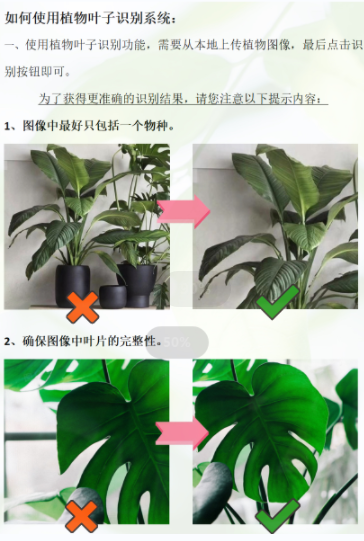 如何使用植物叶子识别系统：
一、使用植物叶子识别功能，需要从本地上传植物图像，最后点击识
别按钮即可。
为了获得更准确的识别结果，请您注意以下提示内容：
1、图像中最好只包括一个物种。
2、确保图像中叶片的完整性。
50%